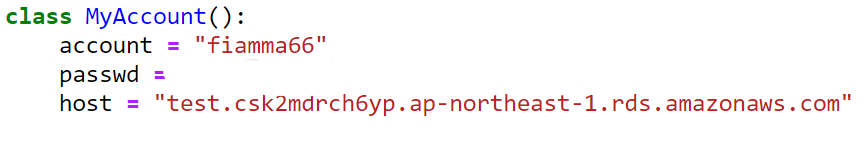 class MyAccount():
    account = "fiamma66"
    passwd =
    host = "test.csk2mdrch6yp.ap-northeast-1.rds.amazonaws.com"